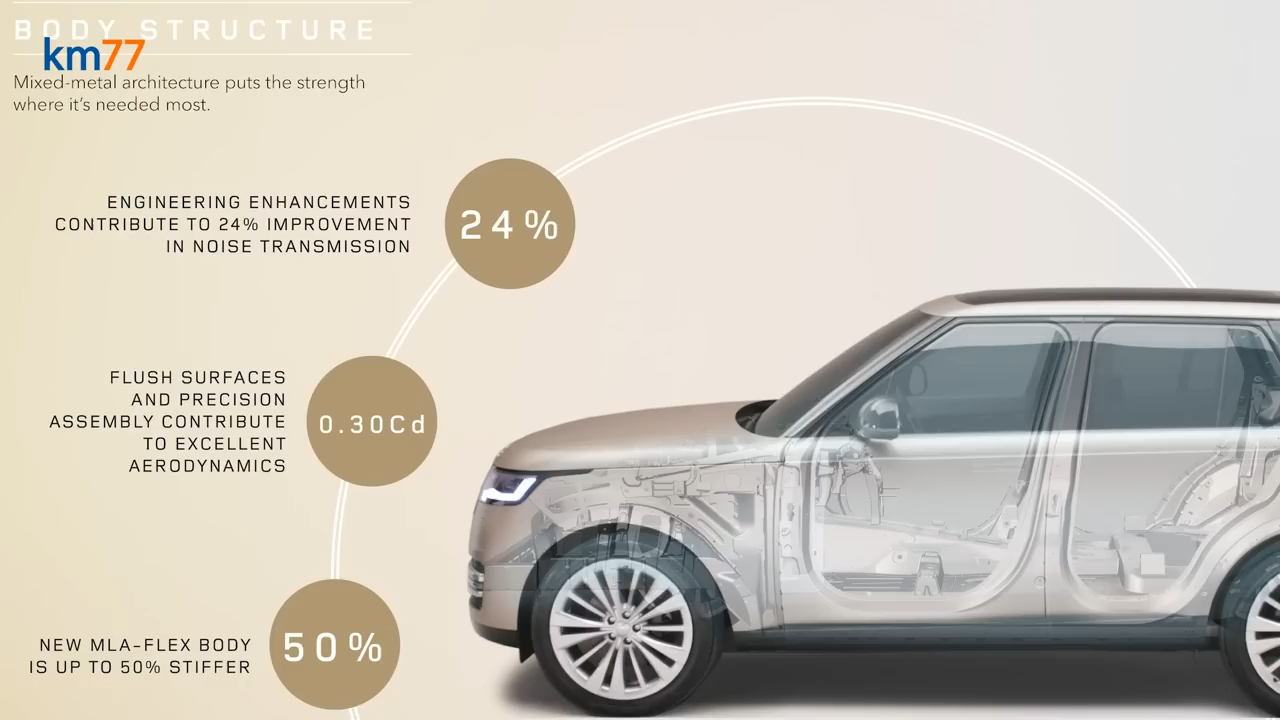 BODY STRUCTURE
km77
Mixed-metal architecture puts the strength
where it's needed most.
ENGINEERING ENHANCEMENTS
CONTRIBUTE TO 24% IMPROVEMENT
IN NOISE TRANSMISSION
24%
FLUSH SURFACES
AND PRECISION
ASSEMBLY CONTRIBUTE
TO EXCELLENT
AERODYNAMICS
0.30Cd
NEW MLA-FLEX BODY
IS UP TO 50% STIFFER
50%